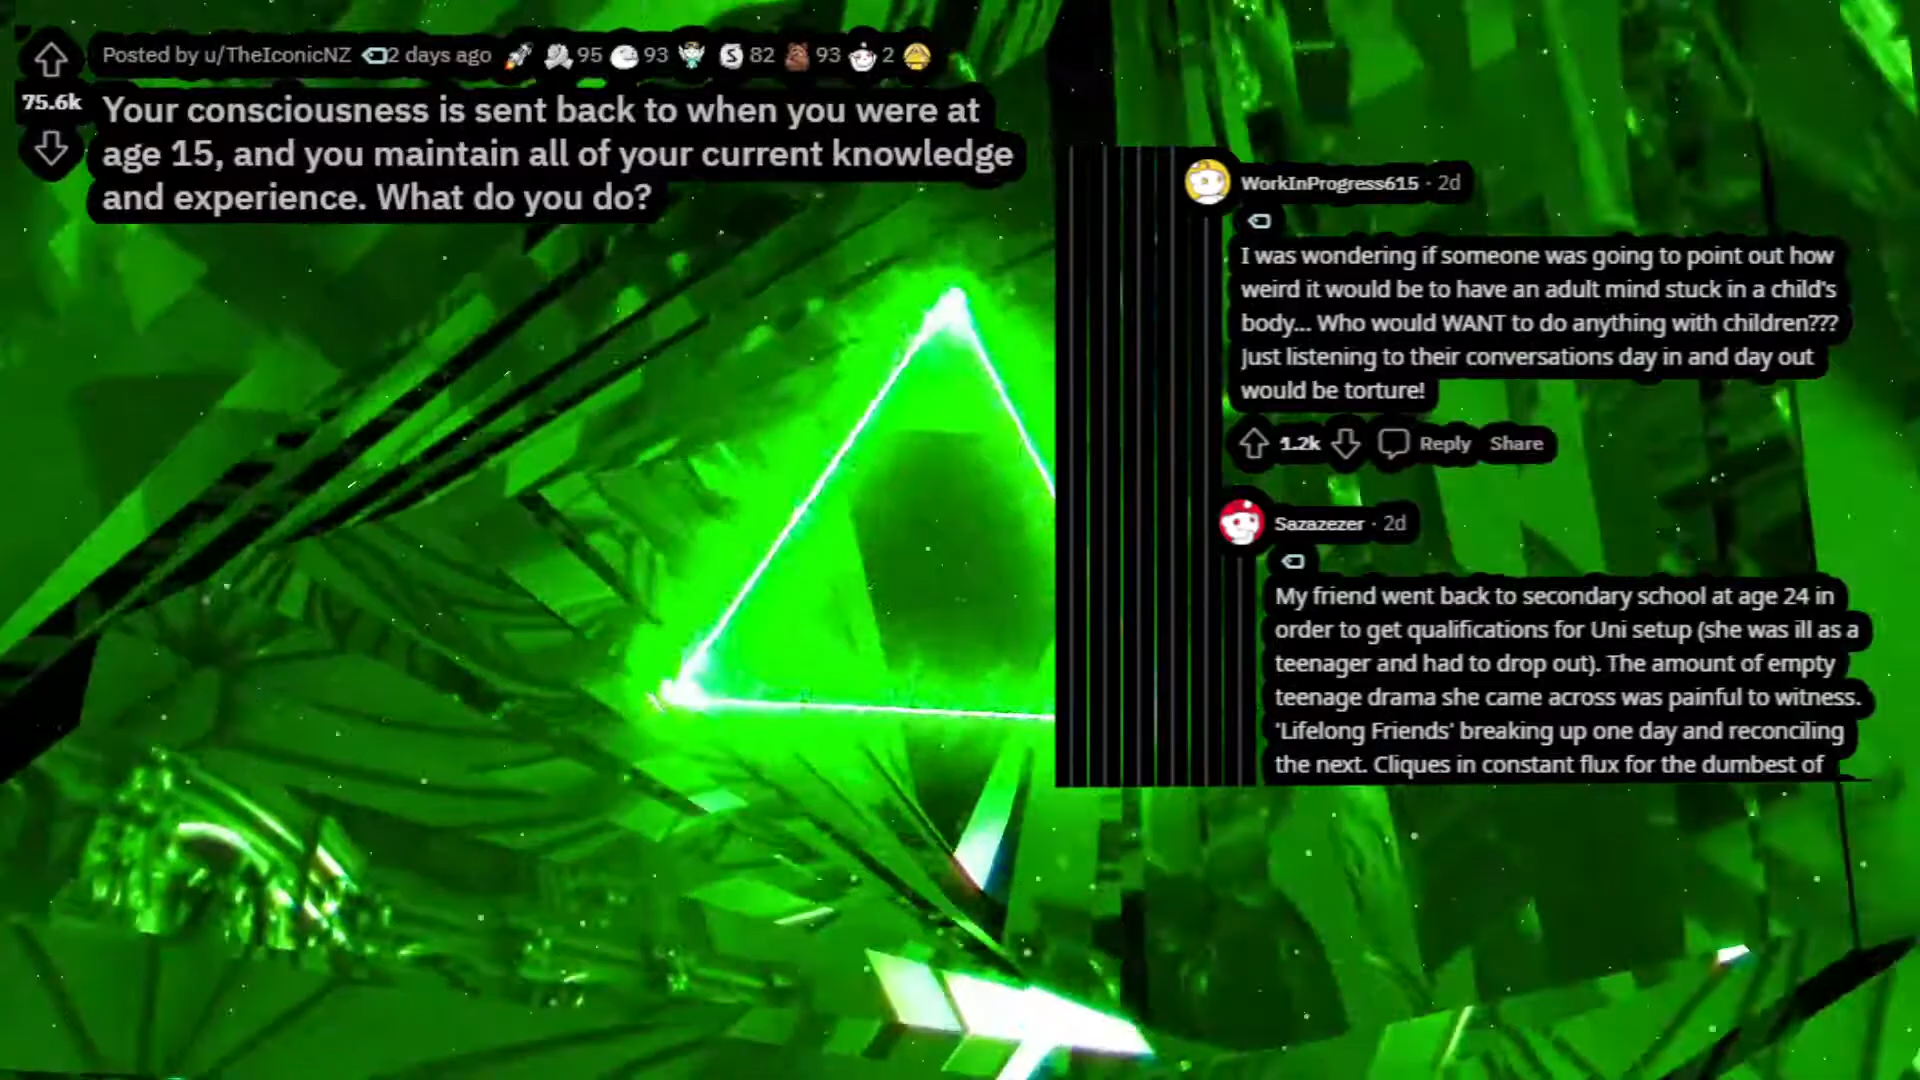 Posted by u/TheIconicNZ 2 days ago 95 93 82 93 2
75.6k
Your consciousness is sent back to when you were at
age 15, and you maintain all of your current knowledge
and experience. What do you do?
WorkInProgress615 · 2d
I was wondering if someone was going to point out how
weird it would be to have an adult mind stuck in a child's
body... Who would WANT to do anything with children???
Just listening to their conversations day in and day out
would be torture!
1.2k Reply Share
Sazazezer · 2d
My friend went back to secondary school at age 24 in
order to get qualifications for Uni setup (she was ill as a
teenager and had to drop out). The amount of empty
teenage drama she came across was painful to witness.
'Lifelong Friends' breaking up one day and reconciling
the next. Cliques in constant flux for the dumbest of